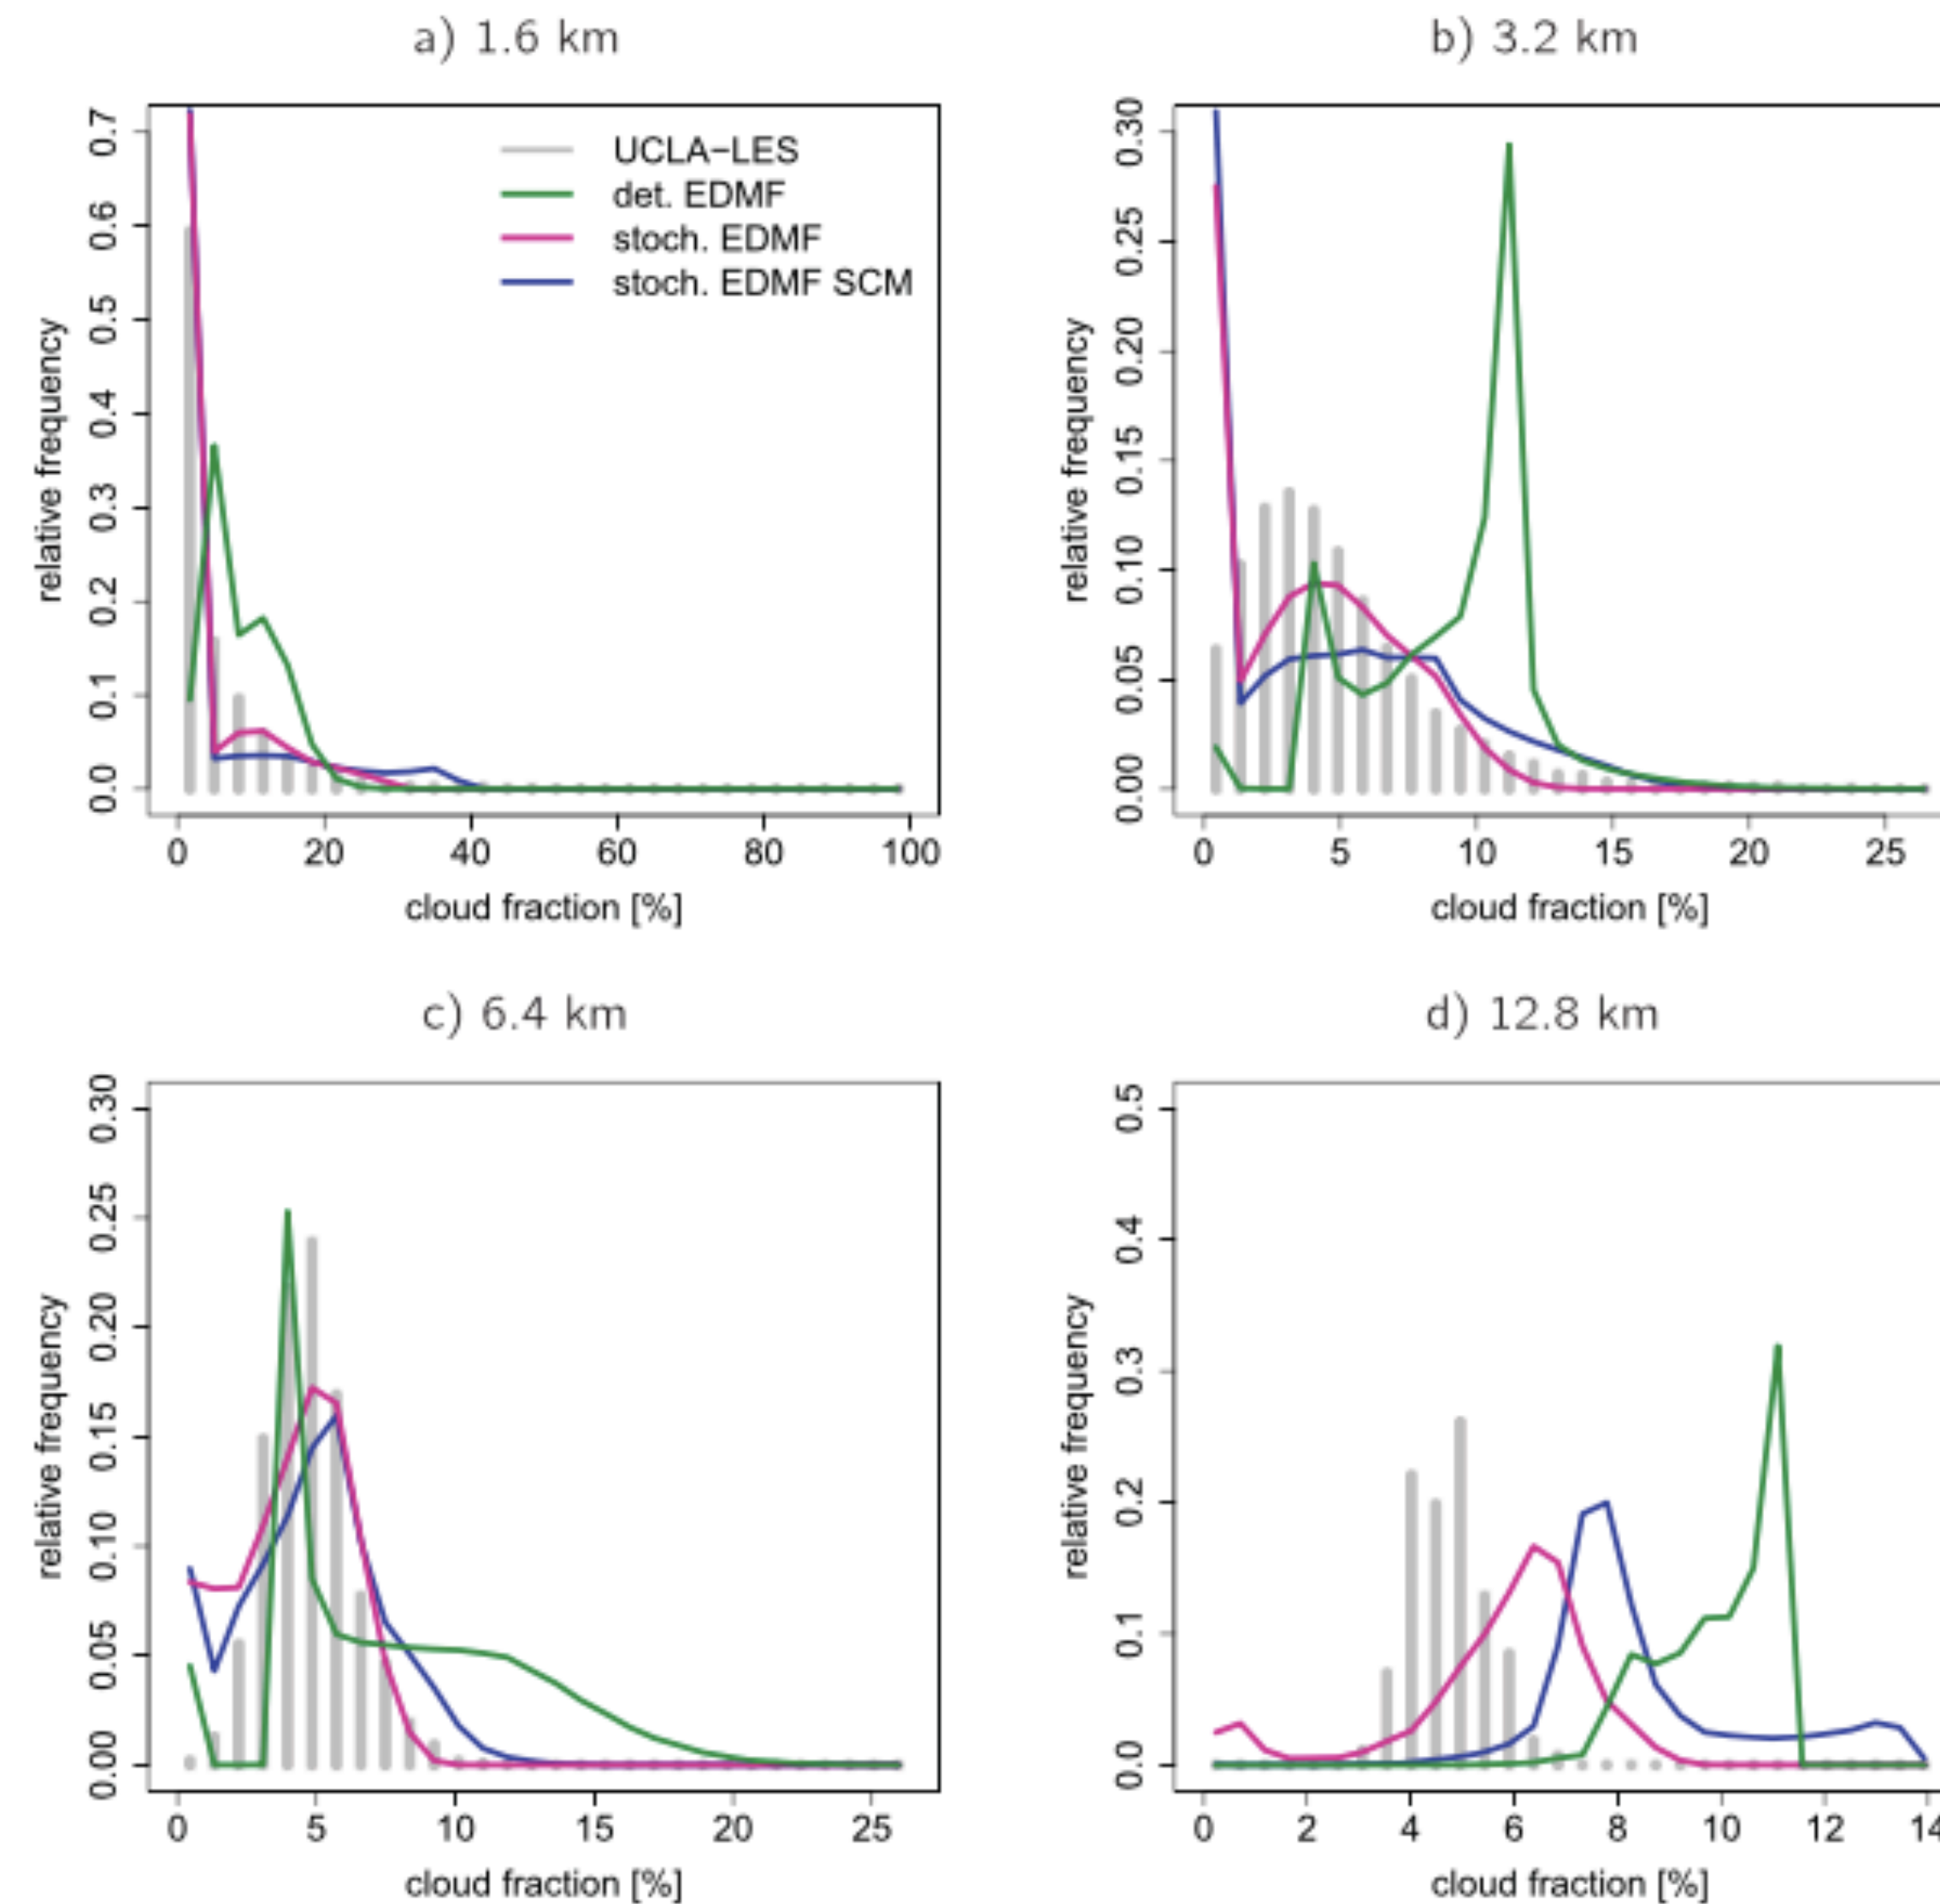 a) 1.6 km
b) 3.2 km
relative frequency
0.0 0.1 0.2 0.3 0.4 0.5 0.6 0.7
UCLA−LES
det. EDMF
stoch. EDMF
stoch. EDMF SCM
0 20 40 60 80 100
cloud fraction [%]
relative frequency
0.00 0.05 0.10 0.15 0.20 0.25 0.30
0 5 10 15 20 25
cloud fraction [%]
c) 6.4 km
d) 12.8 km
relative frequency
0.00 0.05 0.10 0.15 0.20 0.25 0.30
0 5 10 15 20 25
cloud fraction [%]
relative frequency
0.0 0.1 0.2 0.3 0.4 0.5
0 2 4 6 8 10 12 14
cloud fraction [%]